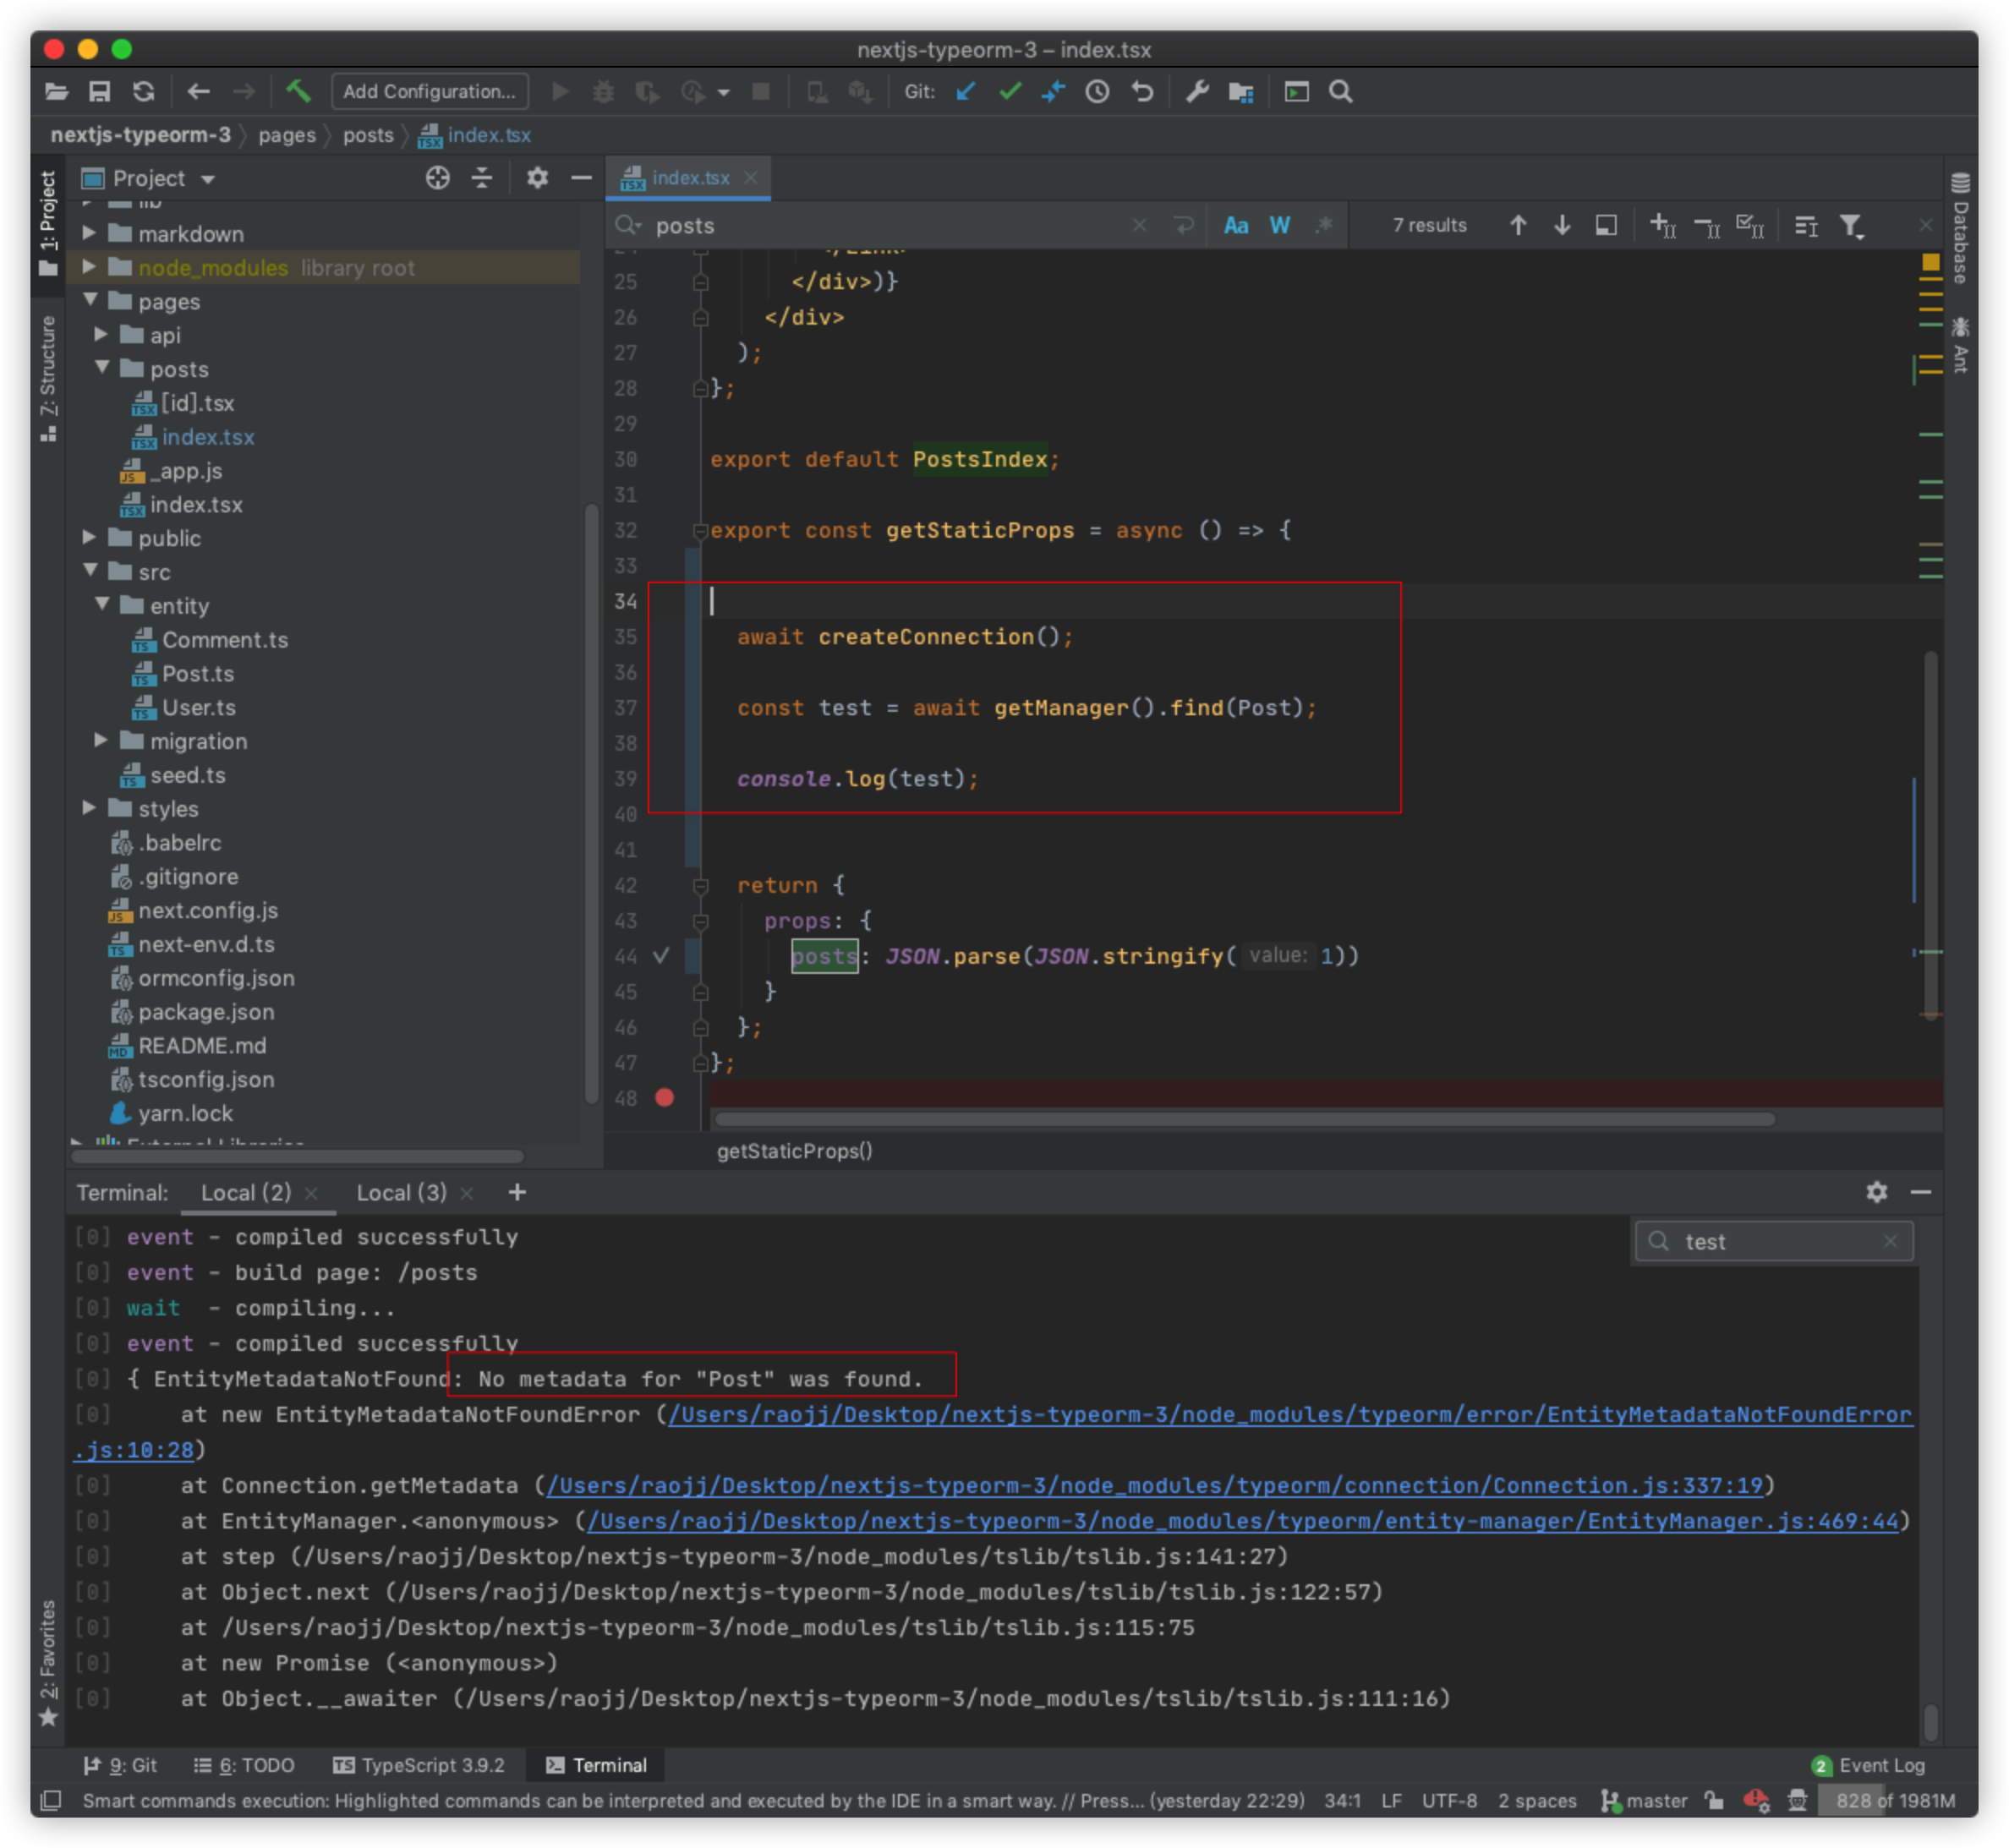 nextjs-typeorm-3 – index.tsx
Add Configuration...
Git:
nextjs-typeorm-3 pages posts index.tsx
1: Project
Z: Structure
2: Favorites
Project
lib
markdown
node_modules library root
pages
api
posts
[id].tsx
index.tsx
_app.js
index.tsx
public
src
entity
Comment.ts
Post.ts
User.ts
migration
seed.ts
styles
.babelrc
.gitignore
next.config.js
next-env.d.ts
ormconfig.json
package.json
README.md
tsconfig.json
yarn.lock
External Libraries
index.tsx
posts
Aa W .*
7 results
24 </Link>
25 </div>)}
26 </div>
27 );
28 };
29
30 export default PostsIndex;
31
32 export const getStaticProps = async () => {
33
34
35 await createConnection();
36
37 const test = await getManager().find(Post);
38
39 console.log(test);
40
41
42 return {
43 props: {
44 posts: JSON.parse(JSON.stringify( value: 1))
45 }
46 };
47 };
48
getStaticProps()
Database
Ant
Terminal: Local (2) Local (3) +
test
[0] event - compiled successfully
[0] event - build page: /posts
[0] wait - compiling...
[0] event - compiled successfully
[0] { EntityMetadataNotFound: No metadata for "Post" was found.
[0] at new EntityMetadataNotFoundError (/Users/raojj/Desktop/nextjs-typeorm-3/node_modules/typeorm/error/EntityMetadataNotFoundError
.js:10:28)
[0] at Connection.getMetadata (/Users/raojj/Desktop/nextjs-typeorm-3/node_modules/typeorm/connection/Connection.js:337:19)
[0] at EntityManager.<anonymous> (/Users/raojj/Desktop/nextjs-typeorm-3/node_modules/typeorm/entity-manager/EntityManager.js:469:44)
[0] at step (/Users/raojj/Desktop/nextjs-typeorm-3/node_modules/tslib/tslib.js:141:27)
[0] at Object.next (/Users/raojj/Desktop/nextjs-typeorm-3/node_modules/tslib/tslib.js:122:57)
[0] at /Users/raojj/Desktop/nextjs-typeorm-3/node_modules/tslib/tslib.js:115:75
[0] at new Promise (<anonymous>)
[0] at Object.__awaiter (/Users/raojj/Desktop/nextjs-typeorm-3/node_modules/tslib/tslib.js:111:16)
9: Git 6: TODO TypeScript 3.9.2 Terminal 2 Event Log
Smart commands execution: Highlighted commands can be interpreted and executed by the IDE in a smart way. // Press... (yesterday 22:29) 34:1 LF UTF-8 2 spaces master 828 of 1981M